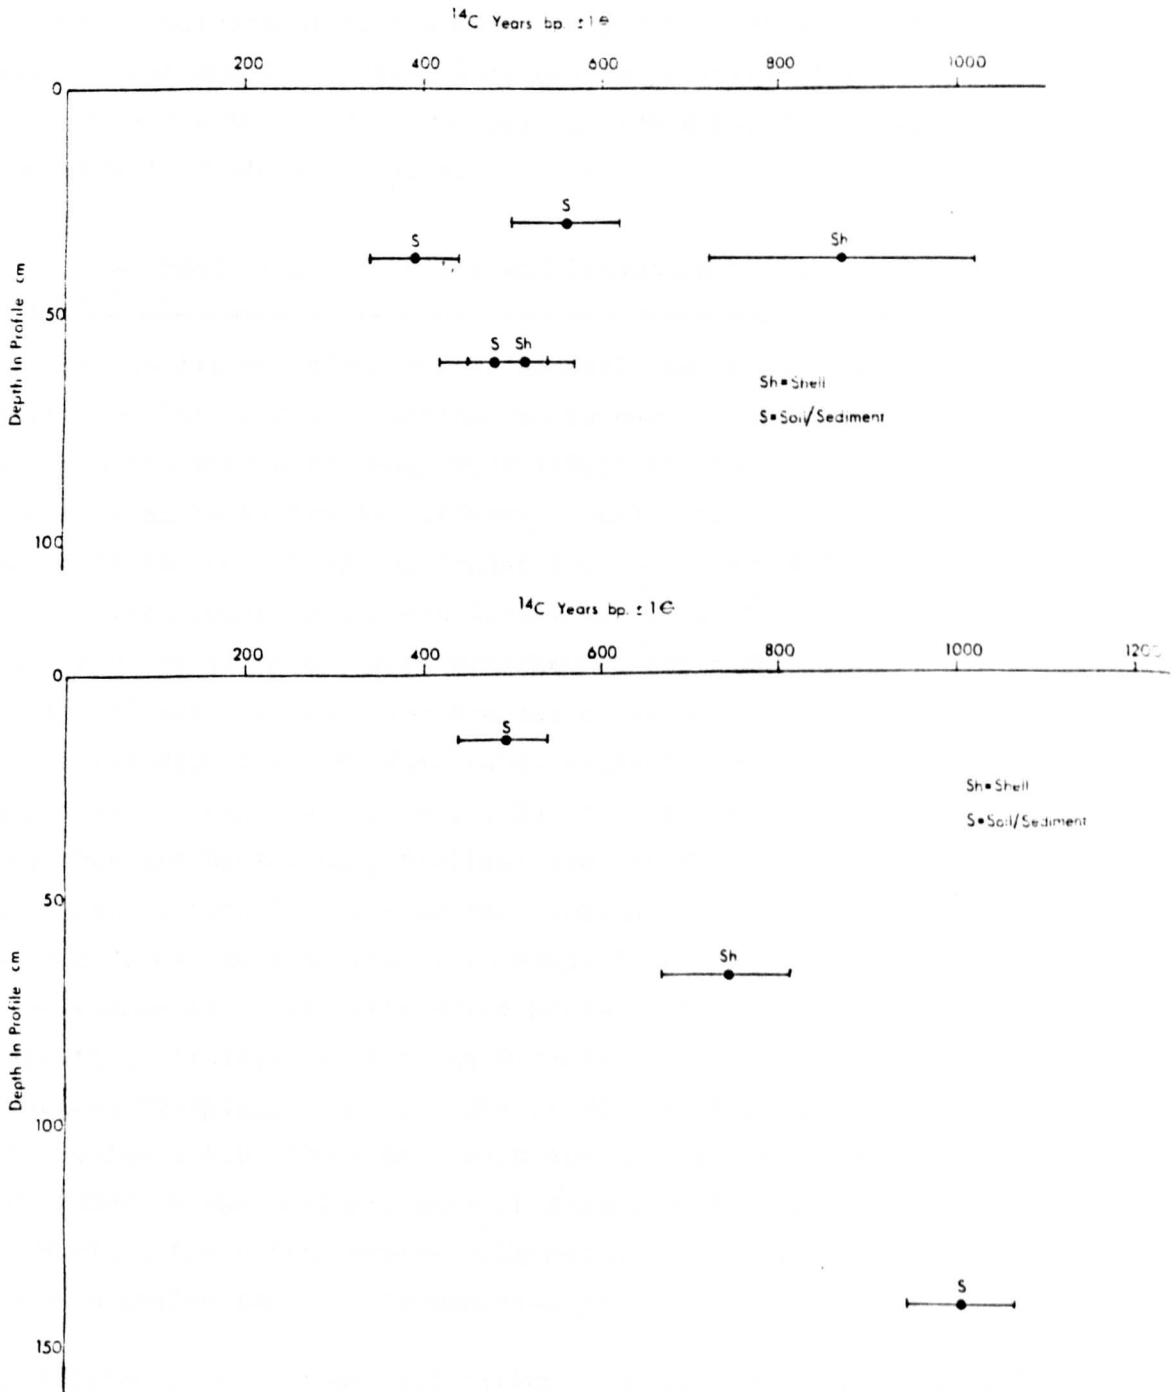 14C Years bp. ±1σ
200 400 600 800 1000
0
S
S Sh
50
S Sh
Sh=Shell
S=Soil/Sediment
100
Depth In Profile cm
14C Years bp. ±1σ
200 400 600 800 1000 1200
0
S
Sh=Shell
S=Soil/Sediment
50
Sh
100
S
150
Depth In Profile cm